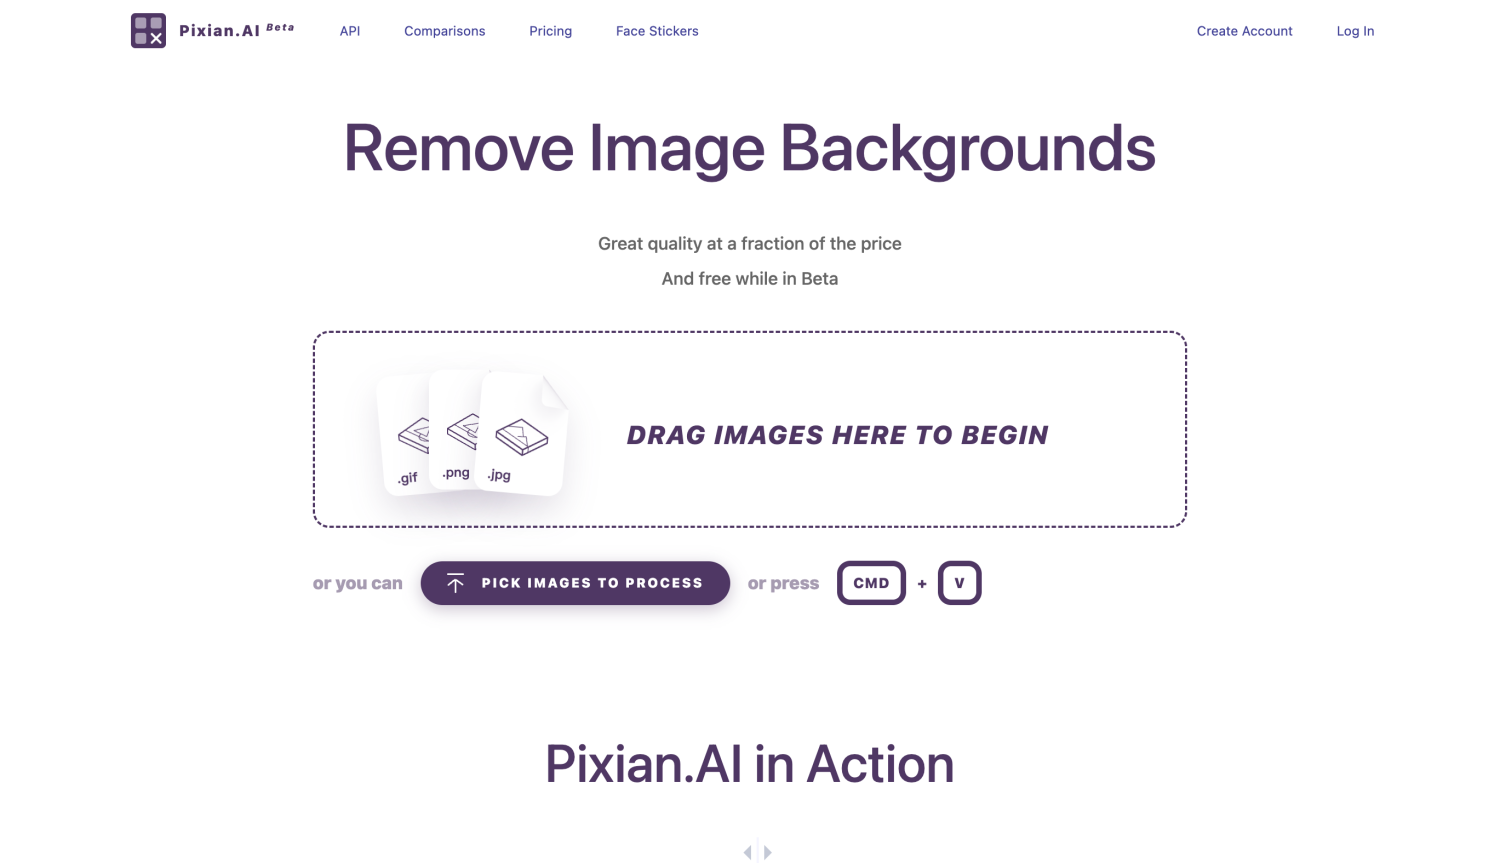 Pixian.AI Beta
API
Comparisons
Pricing
Face Stickers
Create Account
Log In
Remove Image Backgrounds
Great quality at a fraction of the price
And free while in Beta
.gif
.png
.jpg
DRAG IMAGES HERE TO BEGIN
or you can
PICK IMAGES TO PROCESS
or press
CMD
+
V
Pixian.AI in Action